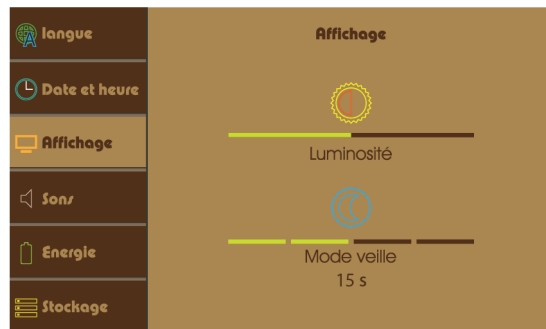 langue
Date et heure
Affichage
Sons
Energie
Stockage
Affichage
Luminosité
Mode veille
15 s